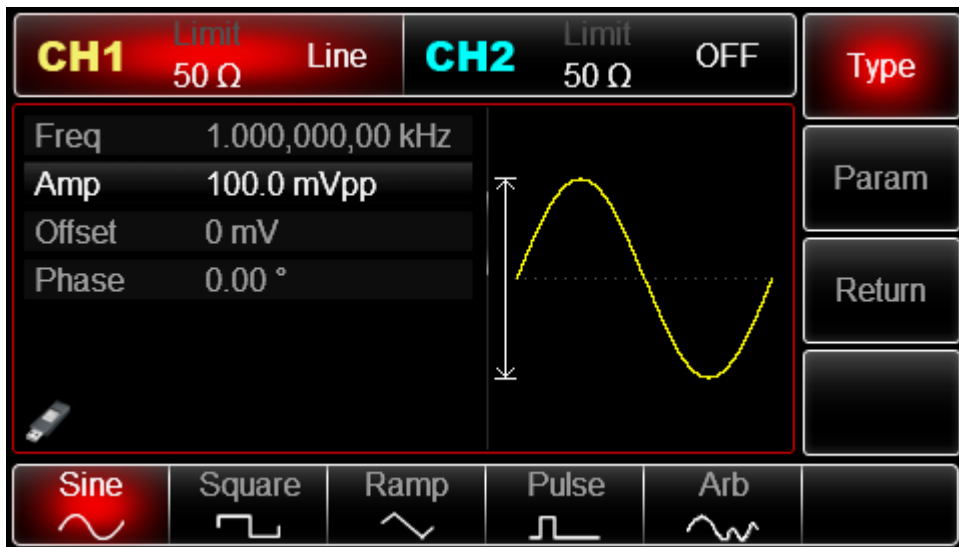 CH1 Limit 50 Ω Line
CH2 Limit 50 Ω OFF
Type
Freq 1.000,000,00 kHz
Amp 100.0 mVpp
Offset 0 mV
Phase 0.00 °
Param
Return
Sine Square Ramp Pulse Arb